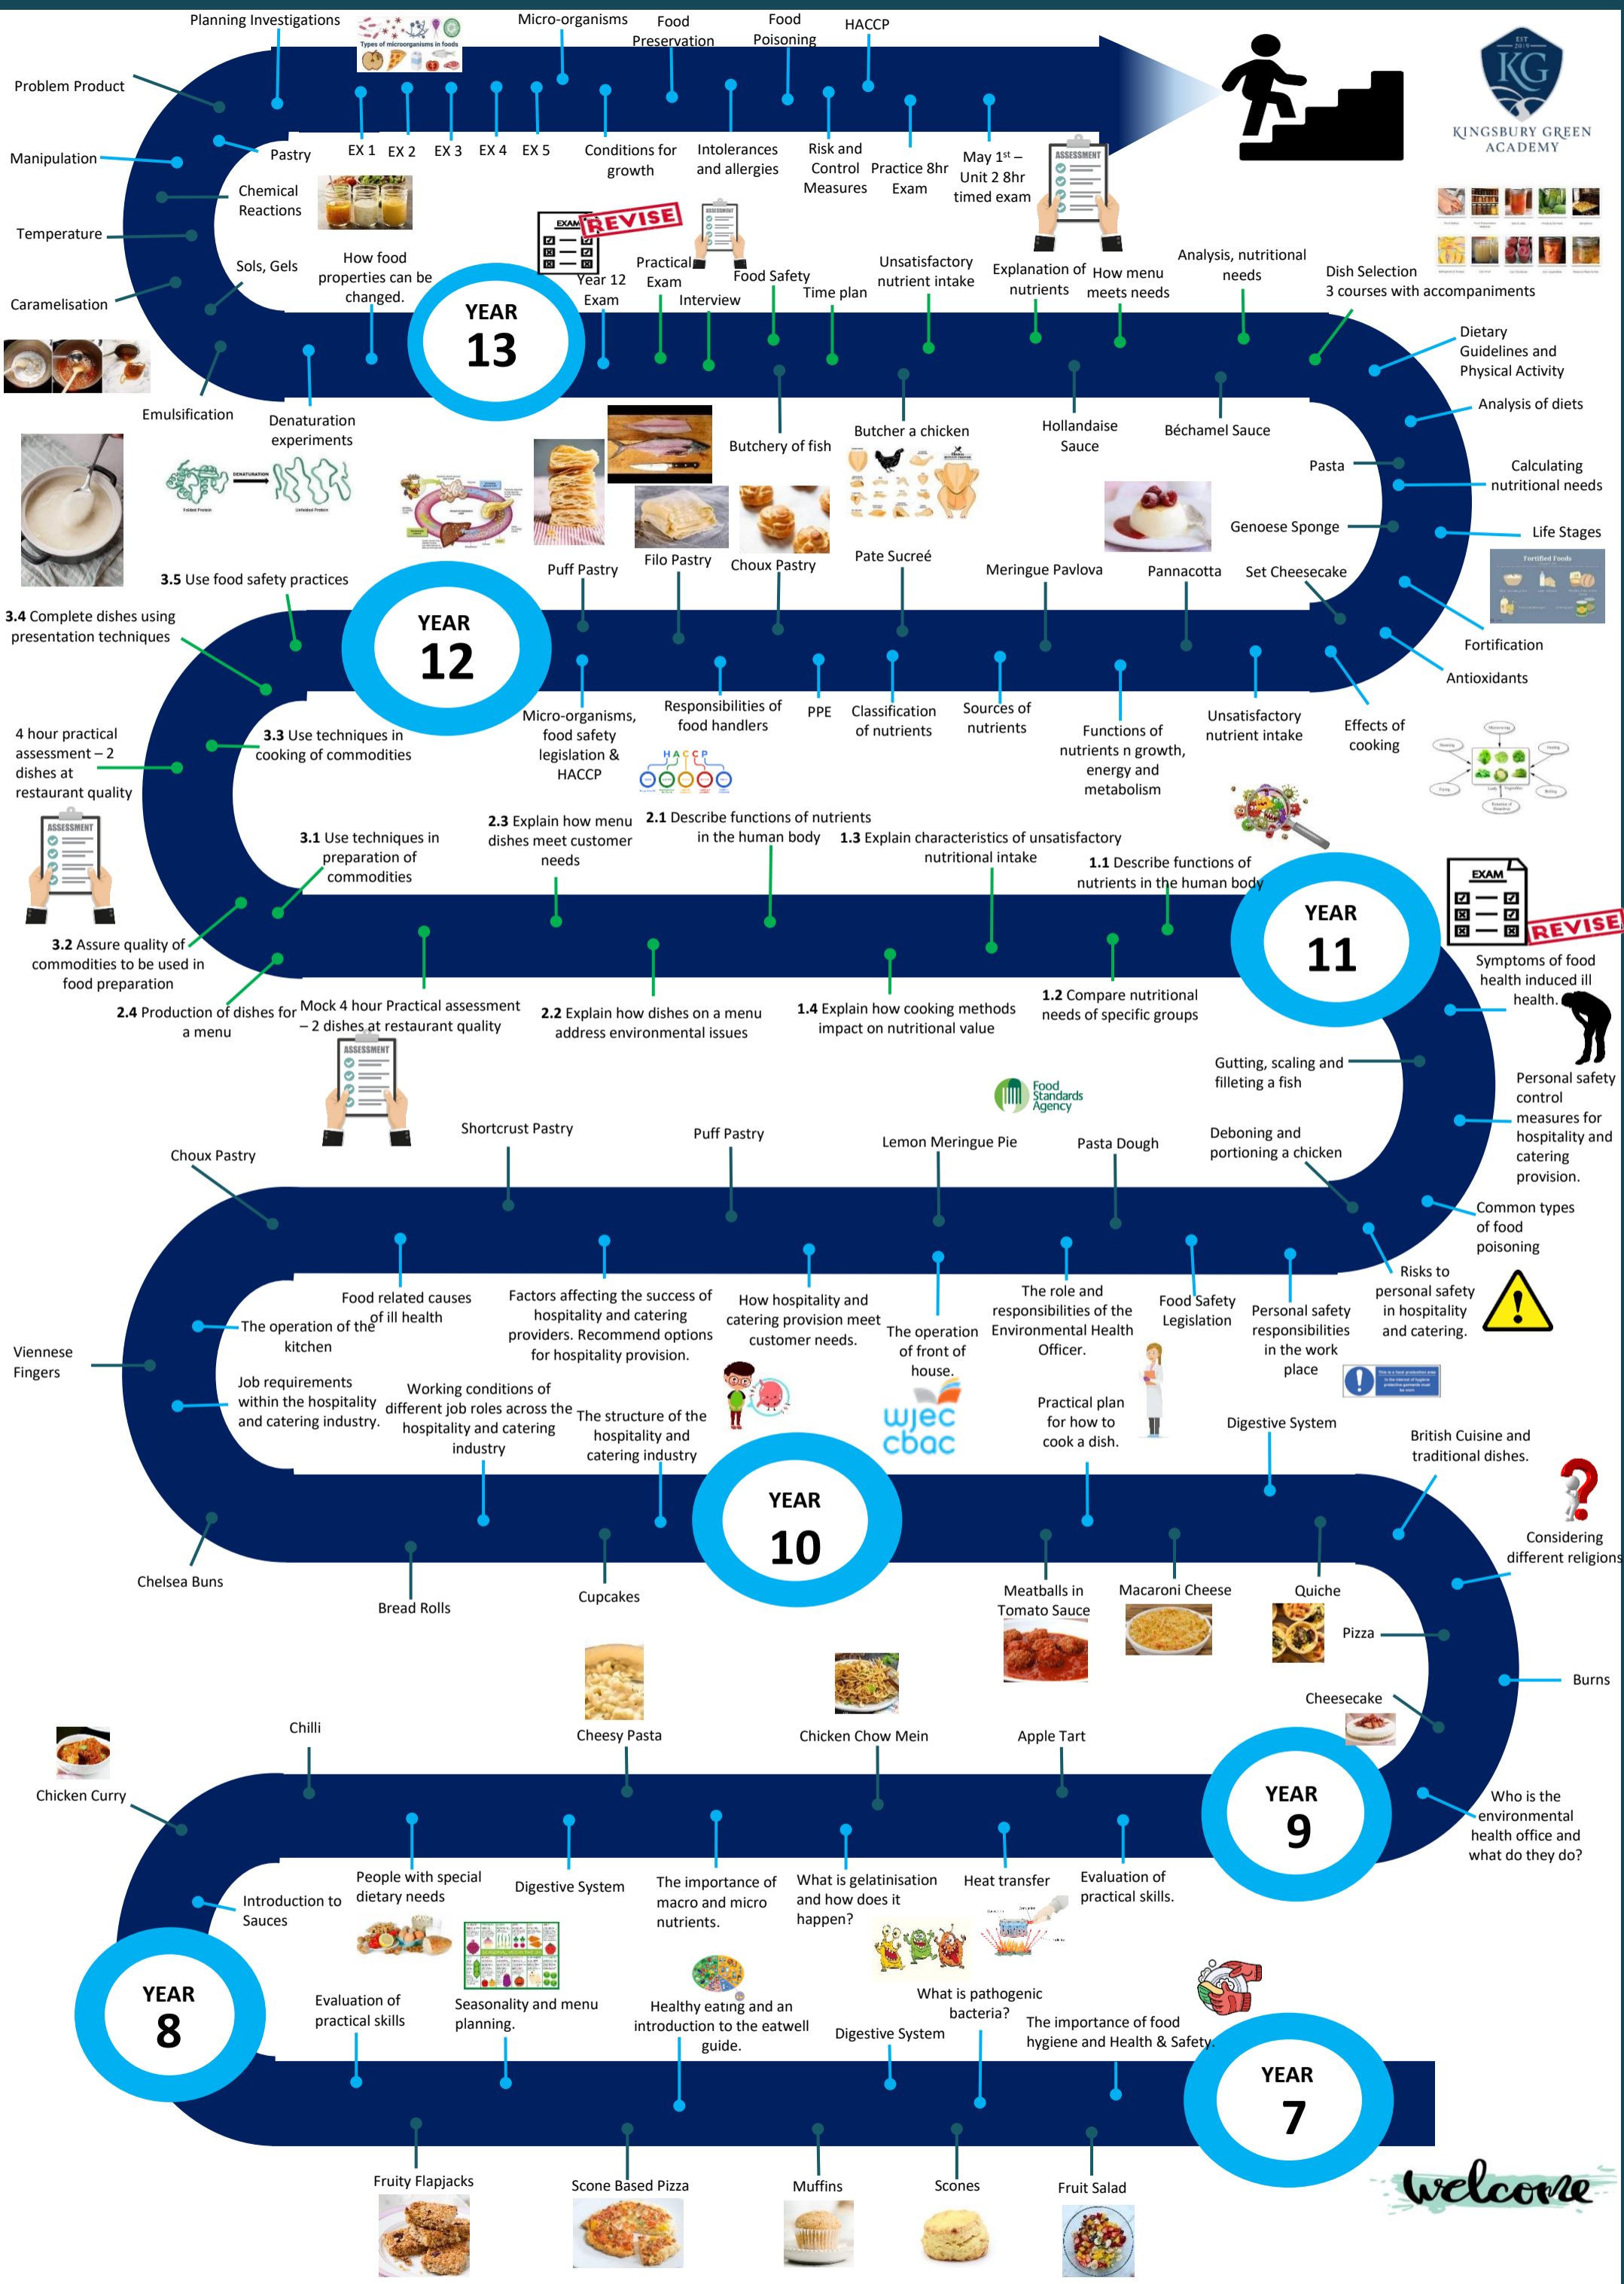 Planning Investigations
Micro-organisms
Food
Preservation
Food
Poisoning
HACCP
EST
2019
KG
KINGSBURY GREEN
ACADEMY
Types of microorganisms in foods
Problem Product
Manipulation
Pastry
EX 1
EX 2
EX 3
EX 4
EX 5
Conditions for
growth
Intolerances
and allergies
Risk and
Control
Measures
Practice 8hr
Exam
May 1st –
Unit 2 8hr
timed exam
ASSESSMENT
Chemical
Reactions
Temperature
Sols, Gels
Caramelisation
How food
properties can be
changed.
YEAR
13
EXAM
REVISE
ASSESSMENT
Year 12
Exam
Practical
Exam
Interview
Food Safety
Time plan
Unsatisfactory
nutrient intake
Explanation of
nutrients
How menu
meets needs
Analysis, nutritional
needs
Dish Selection
3 courses with accompaniments
Dietary
Guidelines and
Physical Activity
Analysis of diets
Emulsification
Denaturation
experiments
DENATURATION
Folded Protein
Unfolded Protein
Butchery of fish
Butcher a chicken
Hollandaise
Sauce
Béchamel Sauce
Pasta
Calculating
nutritional needs
Genoese Sponge
Life Stages
Fortified Foods
Puff Pastry
Filo Pastry
Choux Pastry
Pate Sucreé
Meringue Pavlova
Pannacotta
Set Cheesecake
Fortification
Antioxidants
3.5 Use food safety practices
3.4 Complete dishes using
presentation techniques
YEAR
12
4 hour practical
assessment – 2
dishes at
restaurant quality
3.3 Use techniques in
cooking of commodities
Micro-organisms,
food safety
legislation &
HACCP
Responsibilities of
food handlers
HACCP
PPE
Classification
of nutrients
Sources of
nutrients
Functions of
nutrients n growth,
energy and
metabolism
Unsatisfactory
nutrient intake
Effects of
cooking
ASSESSMENT
3.1 Use techniques in
preparation of
commodities
2.3 Explain how menu
dishes meet customer
needs
2.1 Describe functions of nutrients
in the human body
1.3 Explain characteristics of unsatisfactory
nutritional intake
1.1 Describe functions of
nutrients in the human body
YEAR
11
EXAM
REVISE
3.2 Assure quality of
commodities to be used in
food preparation
2.4 Production of dishes for
a menu
Mock 4 hour Practical assessment
– 2 dishes at restaurant quality
ASSESSMENT
2.2 Explain how dishes on a menu
address environmental issues
1.4 Explain how cooking methods
impact on nutritional value
1.2 Compare nutritional
needs of specific groups
Symptoms of food
health induced ill
health.
Gutting, scaling and
filleting a fish
Personal safety
control
measures for
hospitality and
catering
provision.
Food
Standards
Agency
Choux Pastry
Shortcrust Pastry
Puff Pastry
Lemon Meringue Pie
Pasta Dough
Deboning and
portioning a chicken
Common types
of food
poisoning
Risks to
personal safety
in hospitality
and catering.
The operation of the
kitchen
Food related causes
of ill health
Factors affecting the success of
hospitality and catering
providers. Recommend options
for hospitality provision.
How hospitality and
catering provision meet
customer needs.
The operation
of front of
house.
The role and
responsibilities of the
Environmental Health
Officer.
Food Safety
Legislation
Personal safety
responsibilities
in the work
place
Viennese
Fingers
Job requirements
within the hospitality
and catering industry.
Working conditions of
different job roles across the
hospitality and catering
industry
The structure of the
hospitality and
catering industry
wjec
cbac
Practical plan
for how to
cook a dish.
Digestive System
British Cuisine and
traditional dishes.
YEAR
10
Considering
different religions
Chelsea Buns
Bread Rolls
Cupcakes
Meatballs in
Tomato Sauce
Macaroni Cheese
Quiche
Pizza
Burns
Cheesecake
Chicken Curry
Chilli
Cheesy Pasta
Chicken Chow Mein
Apple Tart
YEAR
9
Who is the
environmental
health office and
what do they do?
Introduction to
Sauces
People with special
dietary needs
Digestive System
The importance of
macro and micro
nutrients.
What is gelatinisation
and how does it
happen?
Heat transfer
Evaluation of
practical skills.
YEAR
8
Evaluation of
practical skills
Seasonality and menu
planning.
Healthy eating and an
introduction to the eatwell
guide.
Digestive System
What is pathogenic
bacteria?
The importance of food
hygiene and Health & Safety.
YEAR
7
Fruity Flapjacks
Scone Based Pizza
Muffins
Scones
Fruit Salad
welcome